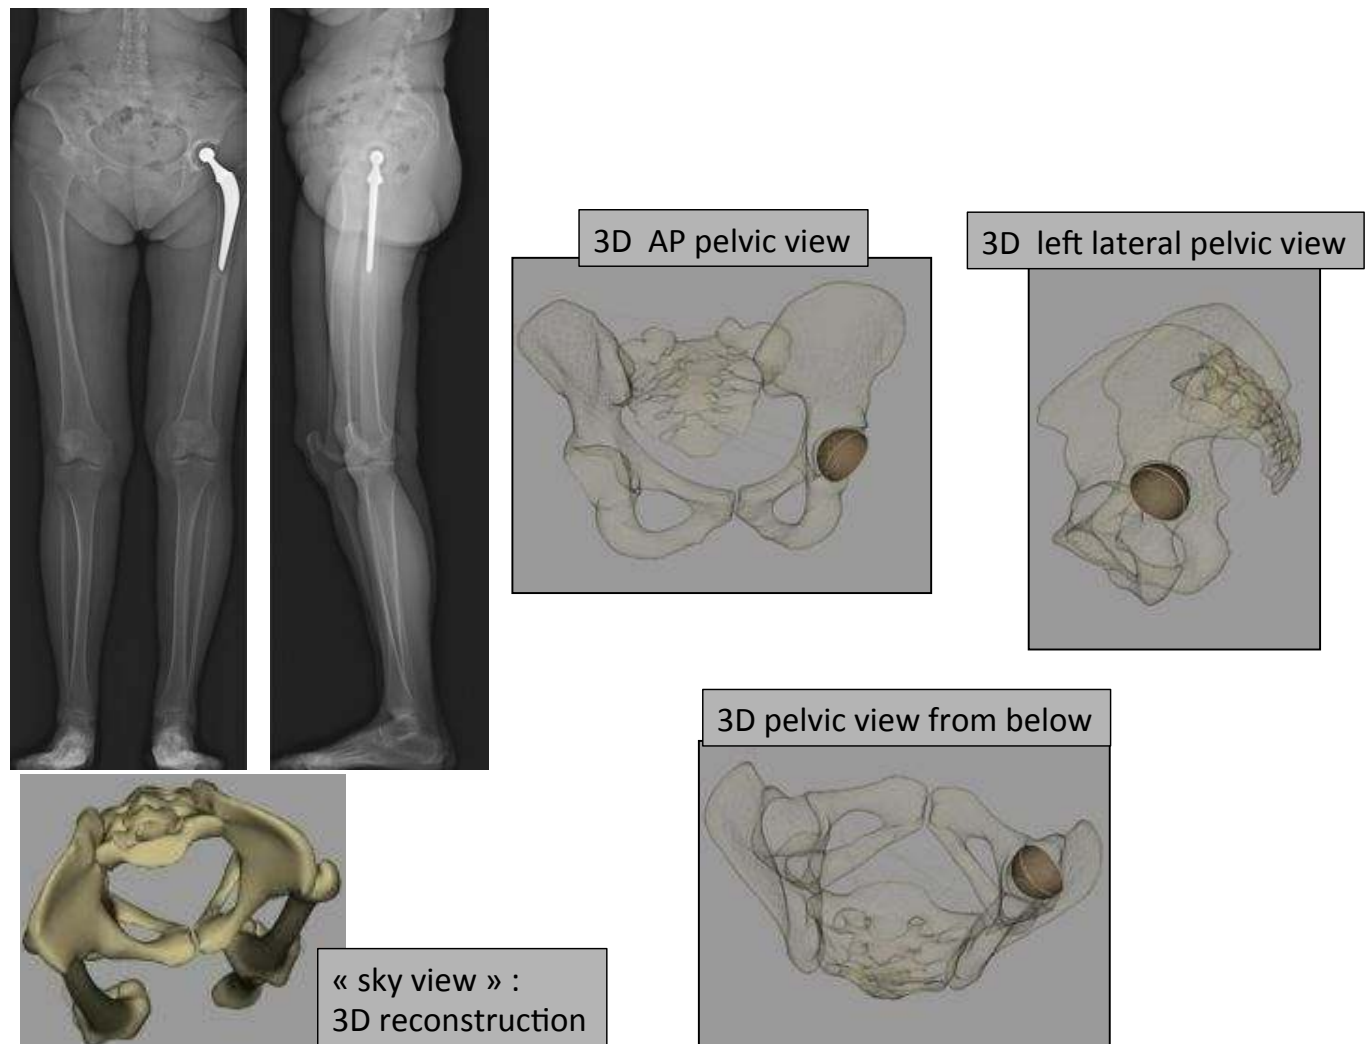 3D AP pelvic view
3D left lateral pelvic view
3D pelvic view from below
« sky view » :
3D reconstruction